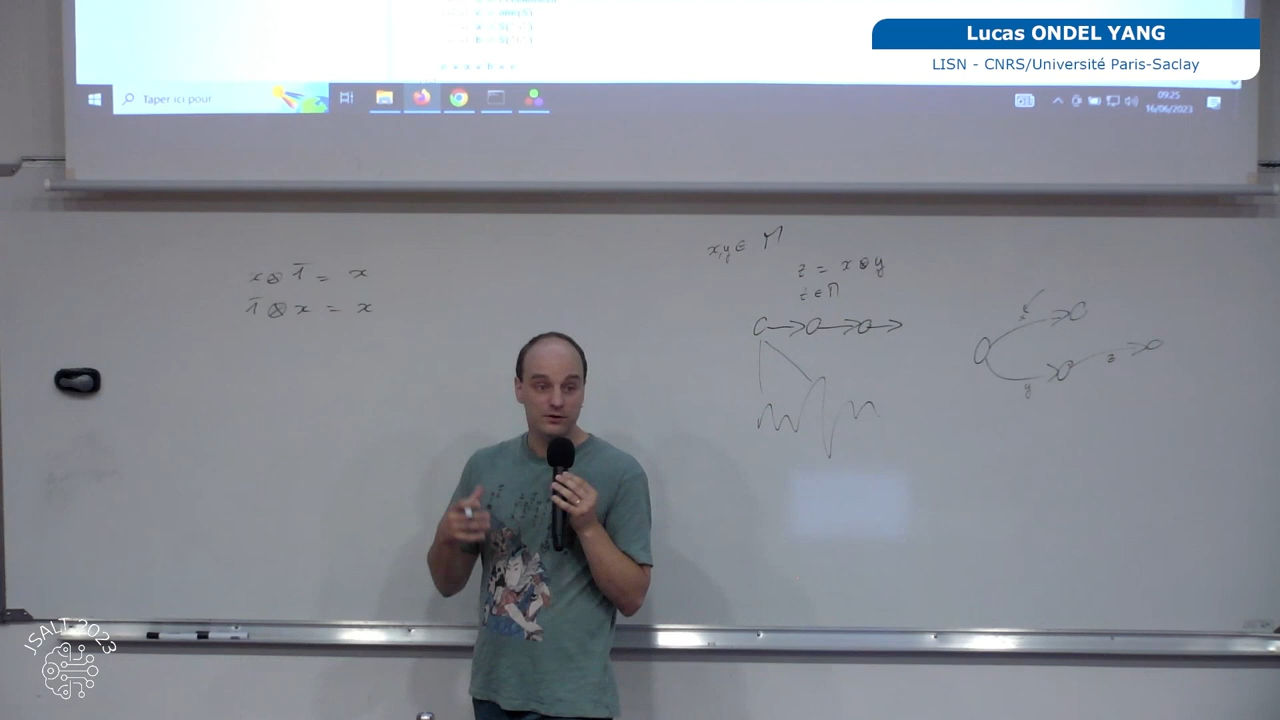 Lucas ONDEL YANG
LISN - CNRS/Université Paris-Saclay
Taper ici pour
09:25
16/06/2023
x ⊗ 1̄ = x
1̄ ⊗ x = x
x,y ∈ M
z = x ⊗ y
z ∈ M
z
y
JSALT 2023